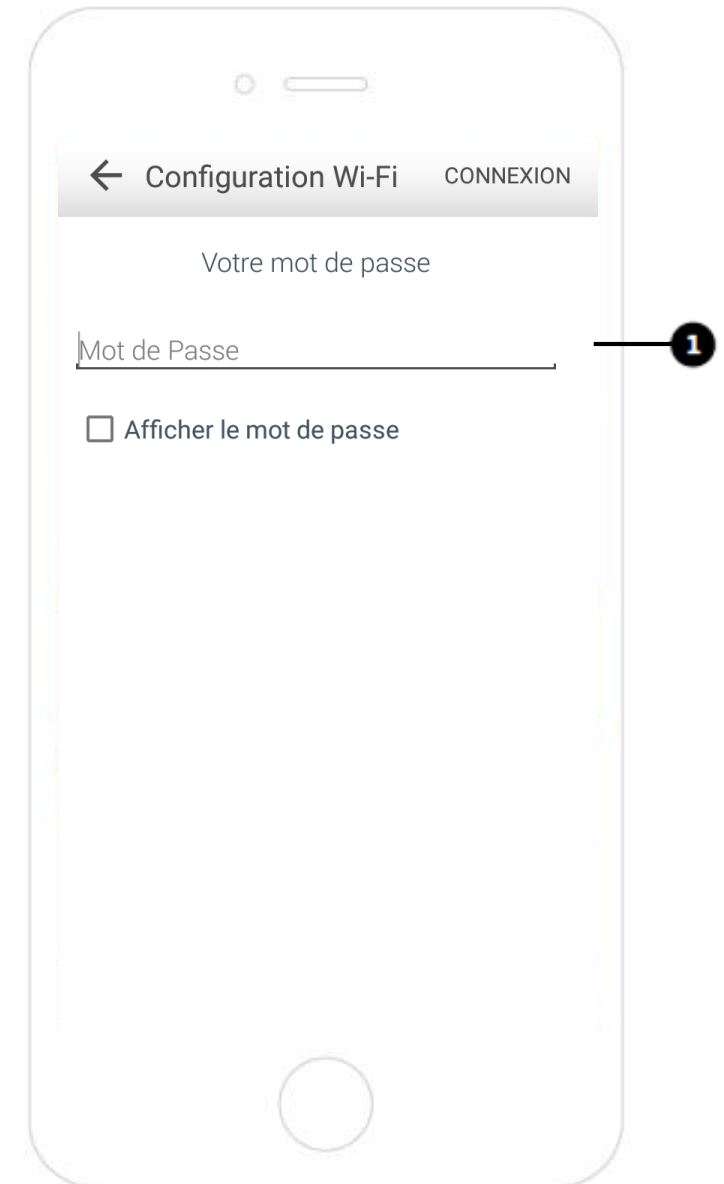 Configuration Wi-Fi CONNEXION
Votre mot de passe
Mot de Passe
1
Afficher le mot de passe